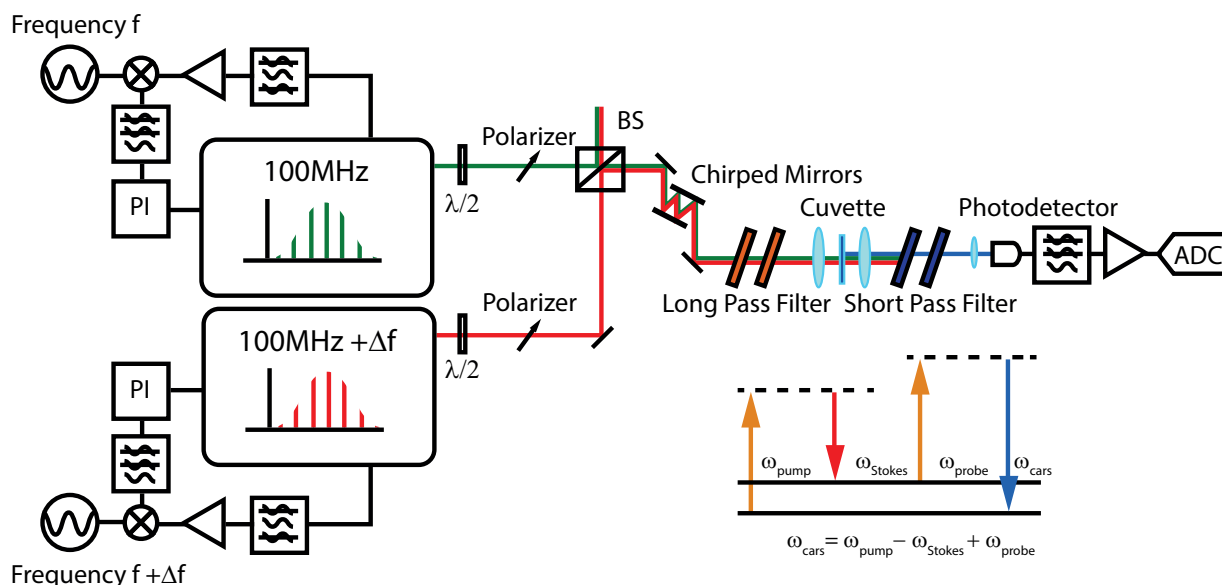 Frequency f
PI
100MHz
λ/2
Polarizer
BS
Chirped Mirrors
Cuvette
Photodetector
ADC
Long Pass Filter
Short Pass Filter
100MHz +Δf
PI
λ/2
Polarizer
Frequency f +Δf
ω_pump
ω_Stokes
ω_probe
ω_cars
ω_cars = ω_pump − ω_Stokes + ω_probe